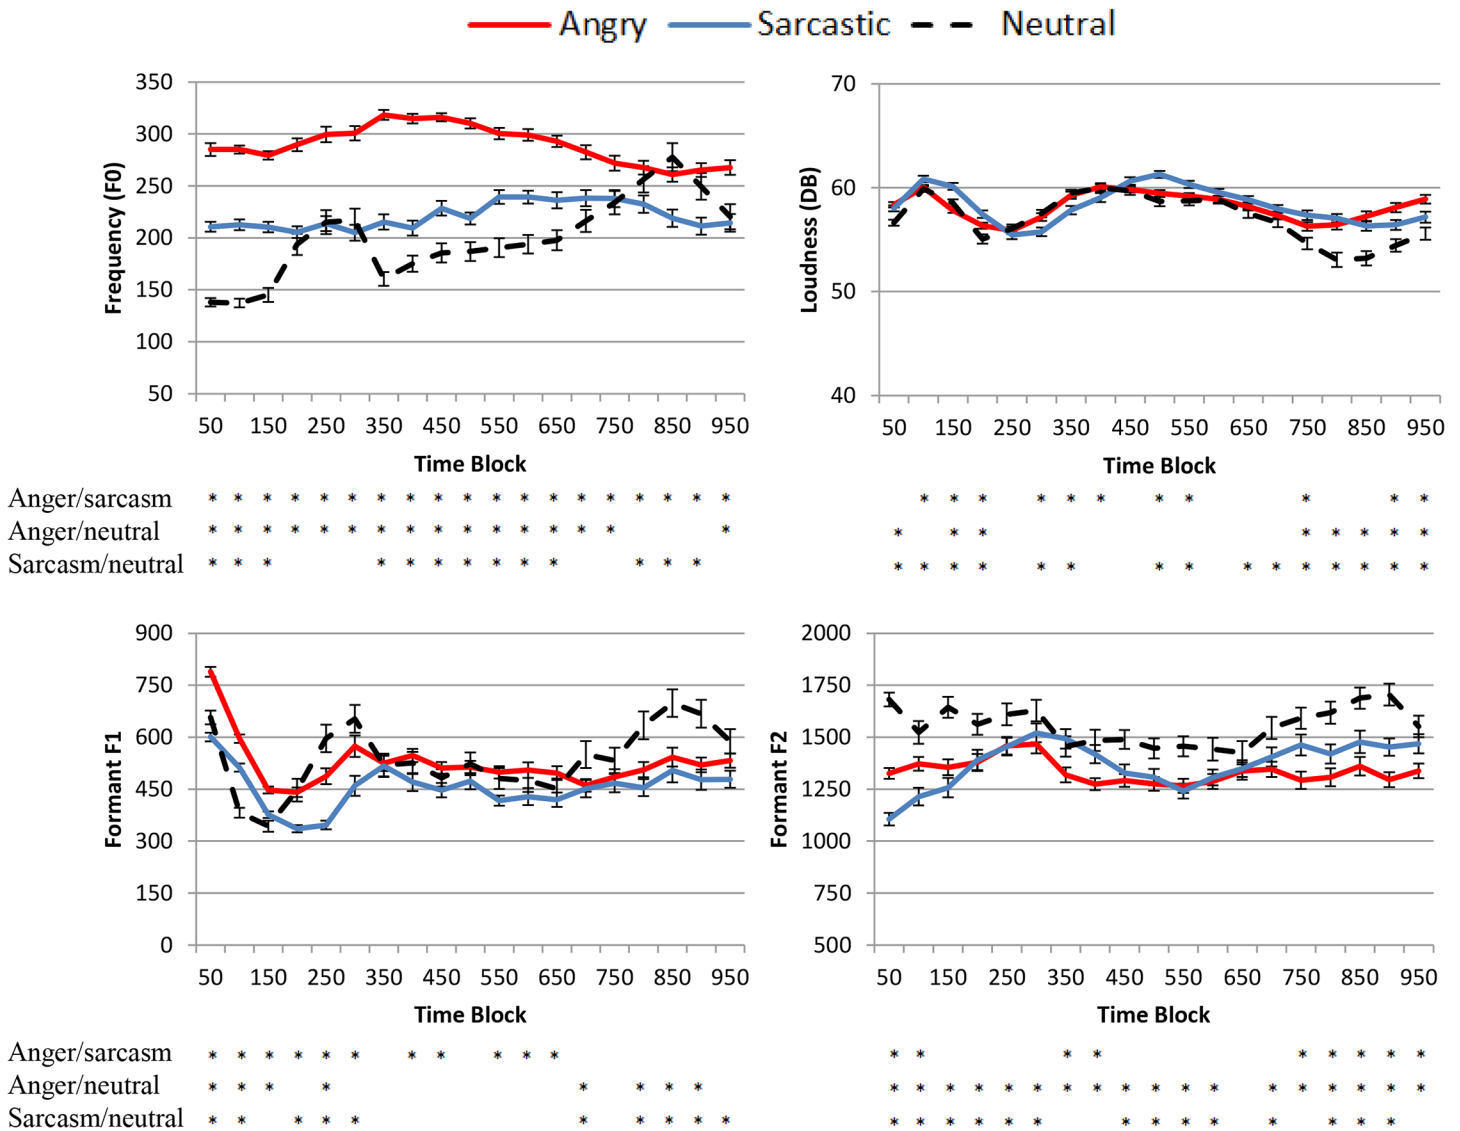 Angry Sarcastic Neutral
350
300
250
200
150
100
50
Frequency (F0)
50 150 250 350 450 550 650 750 850 950
Time Block
70
60
50
40
Loudness (DB)
50 150 250 350 450 550 650 750 850 950
Time Block
Anger/sarcasm * * * * * * * * * * * * * * * * * * * * * * * * * * * * * *
Anger/neutral * * * * * * * * * * * * * * * * * * * * * * * * *
Sarcasm/neutral * * * * * * * * * * * * * * * * * * * * * * * * * *
900
750
600
450
300
150
0
Formant F1
50 150 250 350 450 550 650 750 850 950
Time Block
2000
1750
1500
1250
1000
750
500
Formant F2
50 150 250 350 450 550 650 750 850 950
Time Block
Anger/sarcasm * * * * * * * * * * * * * * * * * * * *
Anger/neutral * * * * * * * * * * * * * * * * * * * * * * * * * *
Sarcasm/neutral * * * * * * * * * * * * * * * * * * * * * * * *